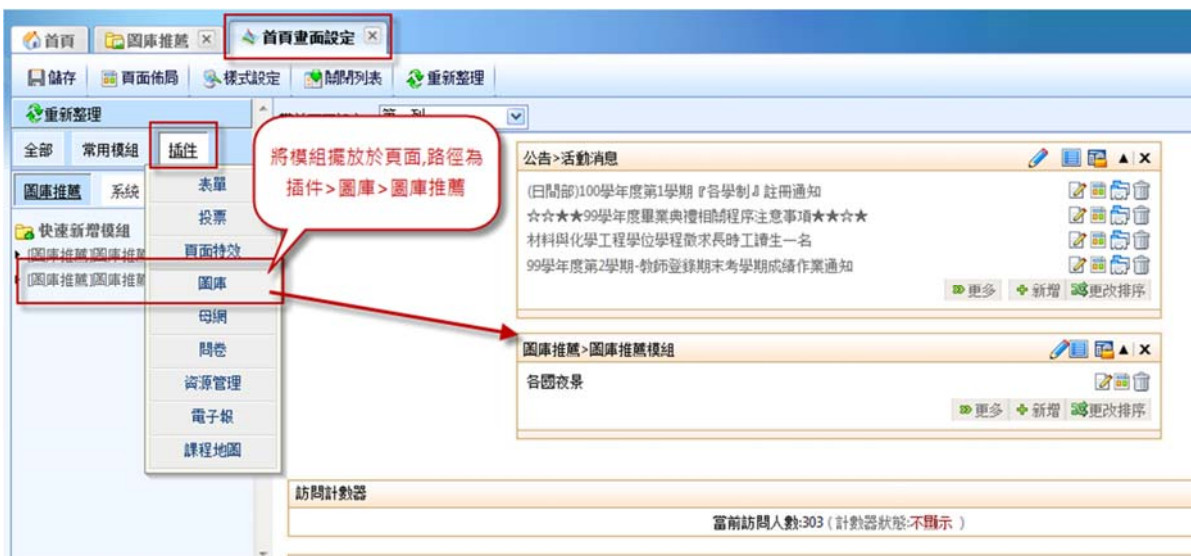 首頁 圖庫推薦 首頁畫面設定
儲存 頁面佈局 樣式設定 關閉列表 重新整理
重新整理
全部 常用模組 插件
圖庫推薦 系統
快速新增模組
[圖庫推薦]圖庫推薦
[圖庫推薦]圖庫推薦
表單
投票
頁面特效
圖庫
母網
問卷
資源管理
電子報
課程地圖
將模組擺放於頁面,路徑為
插件>圖庫>圖庫推薦
公告>活動消息
(日間部)100學年度第1學期『各學制』註冊通知
☆☆★★99學年度畢業典禮相關程序注意事項★★☆★
材料與化學工程學位學程徵求長時工讀生一名
99學年度第2學期-教師登錄期末考學期成績作業通知
更多 新增 更改排序
圖庫推薦>圖庫推薦模組
各國夜景
更多 新增 更改排序
訪問計數器
當前訪問人數:303 ( 計數器狀態:不顯示 )